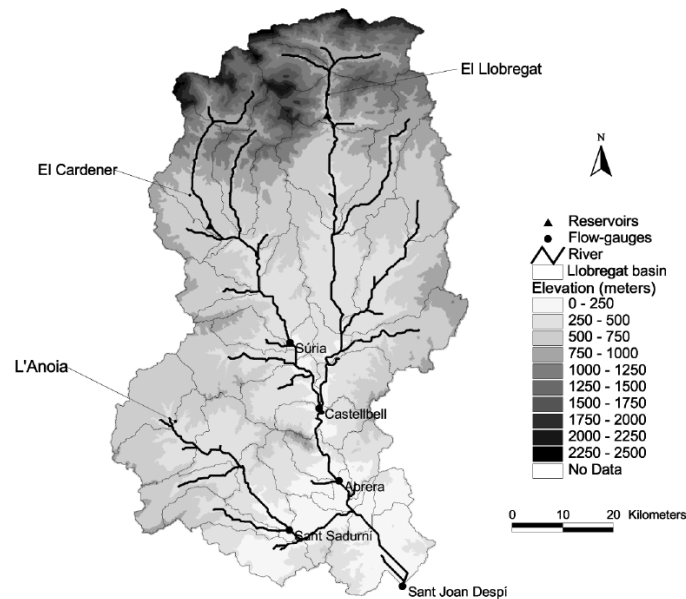 El Llobregat
N
El Cardener
Reservoirs
Flow-gauges
River
Llobregat basin
Elevation (meters)
0 - 250
250 - 500
500 - 750
750 - 1000
1000 - 1250
1250 - 1500
1500 - 1750
1750 - 2000
2000 - 2250
2250 - 2500
No Data
Súria
L'Anoia
Castellbell
Abrera
Sant Sadurní
Sant Joan Despí
0 10 20 Kilometers